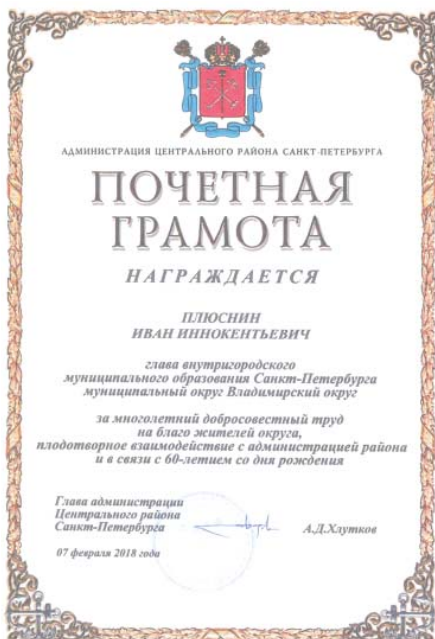 АДМИНИСТРАЦИЯ ЦЕНТРАЛЬНОГО РАЙОНА САНКТ-ПЕТЕРБУРГА
ПОЧЕТНАЯ
ГРАМОТА
НАГРАЖДАЕТСЯ
ПЛЮСНИН
ИВАН ИННОКЕНТЬЕВИЧ
глава внутригородского
муниципального образования Санкт-Петербурга
муниципальный округ Владимирский округ
за многолетний добросовестный труд
на благо жителей округа,
плодотворное взаимодействие с администрацией района
и в связи с 60-летием со дня рождения
Глава администрации
Центрального района
Санкт-Петербурга
А.Д.Хлутков
07 февраля 2018 года